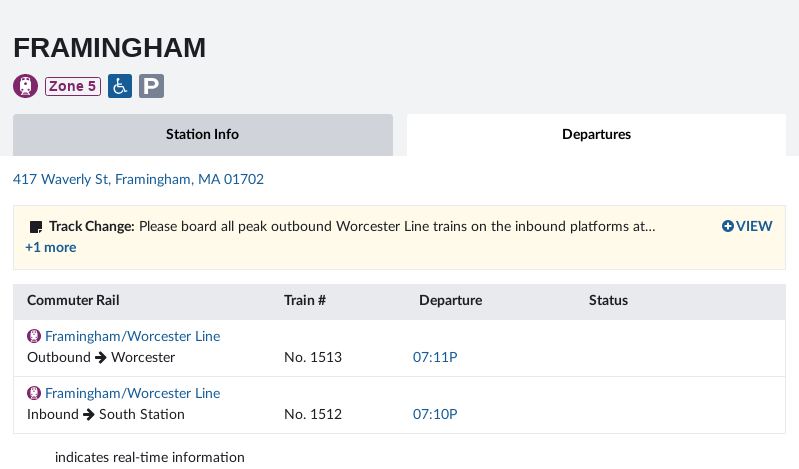 FRAMINGHAM
Zone 5 P
Station Info Departures
417 Waverly St, Framingham, MA 01702
Track Change: Please board all peak outbound Worcester Line trains on the inbound platforms at... VIEW
+1 more
Commuter Rail Train # Departure Status
Framingham/Worcester Line
Outbound → Worcester No. 1513 07:11P
Framingham/Worcester Line
Inbound → South Station No. 1512 07:10P
indicates real-time information